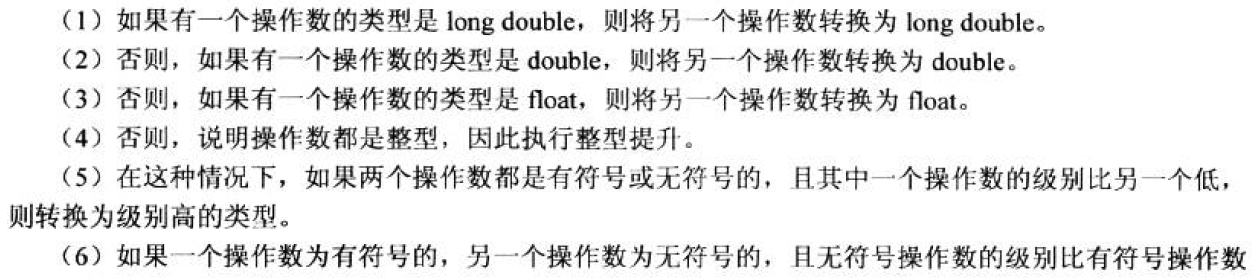 （1）如果有一个操作数的类型是 long double，则将另一个操作数转换为 long double。
（2）否则，如果有一个操作数的类型是 double，则将另一个操作数转换为 double。
（3）否则，如果有一个操作数的类型是 float，则将另一个操作数转换为 float。
（4）否则，说明操作数都是整型，因此执行整型提升。
（5）在这种情况下，如果两个操作数都是有符号或无符号的，且其中一个操作数的级别比另一个低，
则转换为级别高的类型。
（6）如果一个操作数为有符号的，另一个操作数为无符号的，且无符号操作数的级别比有符号操作数